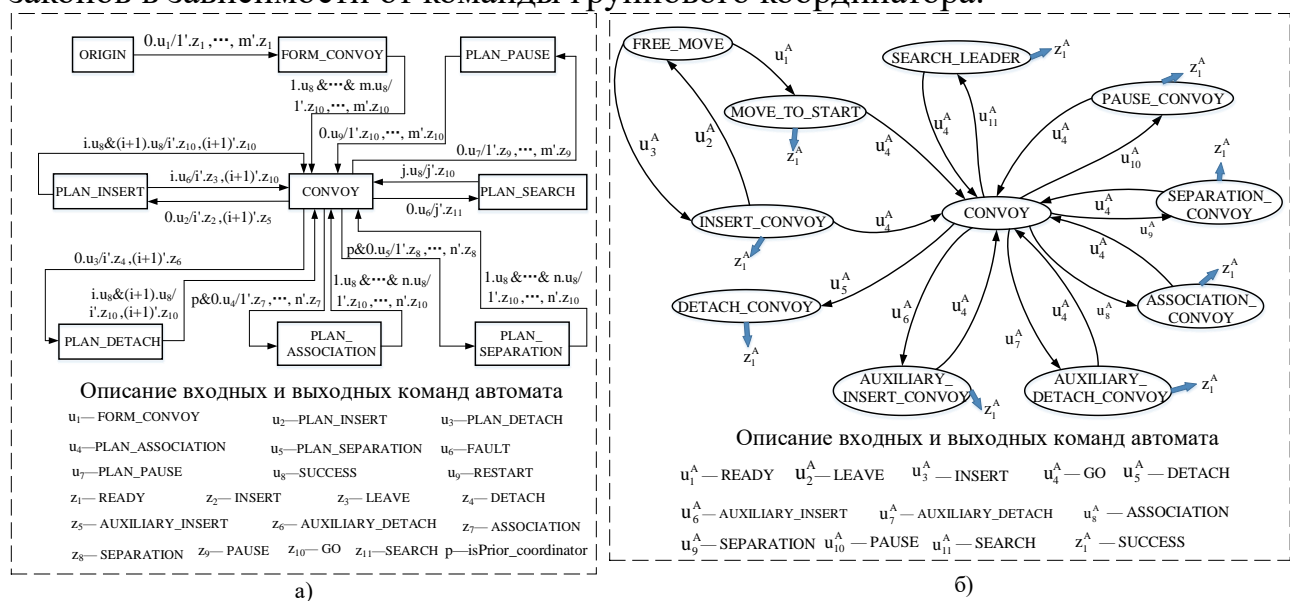 законов в зависимости от команды группового координатора.
ORIGIN
0.u₁/1'.z₁ ,⋯, m'.z₁
FORM_CONVOY
PLAN_PAUSE
1.u₈ &⋯& m.u₈/
1'.z₁₀ ,⋯, m'.z₁₀
0.u₉/1'.z₁₀ ,⋯, m'.z₁₀
0.u₇/1'.z₉ ,⋯, m'.z₉
i.u₈&(i+1).u₈/i'.z₁₀ ,(i+1)'.z₁₀
PLAN_INSERT
i.u₆/i'.z₃ ,(i+1)'.z₁₀
0.u₂/i'.z₂ ,(i+1)'.z₅
CONVOY
j.u₈/j'.z₁₀
0.u₆/j'.z₁₁
PLAN_SEARCH
0.u₃/i'.z₄ ,(i+1)'.z₆
i.u₈&(i+1).u₈/
i'.z₁₀ ,(i+1)'.z₁₀
PLAN_DETACH
p&0.u₄/1'.z₇ ,⋯, n'.z₇
p&0.u₅/1'.z₈ ,⋯, n'.z₈
1.u₈ &⋯& n.u₈/
1'.z₁₀ ,⋯, n'.z₁₀
1.u₈ &⋯& n.u₈/
1'.z₁₀ ,⋯, n'.z₁₀
PLAN_
ASSOCIATION
PLAN_
SEPARATION
Описание входных и выходных команд автомата
u₁— FORM_CONVOY u₂—PLAN_INSERT u₃—PLAN_DETACH
u₄—PLAN_ASSOCIATION u₅—PLAN_SEPARATION u₆—FAULT
u₇—PLAN_PAUSE u₈—SUCCESS u₉—RESTART
z₁—READY z₂— INSERT z₃— LEAVE z₄— DETACH
z₅— AUXILIARY_INSERT z₆— AUXILIARY_DETACH z₇— ASSOCIATION
z₈— SEPARATION z₉— PAUSE z₁₀— GO z₁₁—SEARCH p—isPrior_coordinator
а)
FREE_MOVE
u₁ᴬ
MOVE_TO_START
z₁ᴬ
u₄ᴬ
SEARCH_LEADER
z₁ᴬ
u₄ᴬ
u₁₁ᴬ
PAUSE_CONVOY
z₁ᴬ
u₄ᴬ
u₁₀ᴬ
u₃ᴬ
u₂ᴬ
INSERT_CONVOY
z₁ᴬ
u₄ᴬ
CONVOY
SEPARATION_
CONVOY
z₁ᴬ
u₄ᴬ
u₉ᴬ
ASSOCIATION_
CONVOY
z₁ᴬ
u₄ᴬ
u₈ᴬ
DETACH_CONVOY
z₁ᴬ
u₅ᴬ
u₆ᴬ
u₄ᴬ
u₇ᴬ
u₄ᴬ
AUXILIARY_
INSERT_CONVOY
z₁ᴬ
AUXILIARY_
DETACH_CONVOY
z₁ᴬ
Описание входных и выходных команд автомата
u₁ᴬ — READY u₂ᴬ— LEAVE u₃ᴬ — INSERT u₄ᴬ — GO u₅ᴬ — DETACH
u₆ᴬ — AUXILIARY_INSERT u₇ᴬ — AUXILIARY_DETACH u₈ᴬ — ASSOCIATION
u₉ᴬ — SEPARATION u₁₀ᴬ — PAUSE u₁₁ᴬ — SEARCH z₁ᴬ — SUCCESS
б)